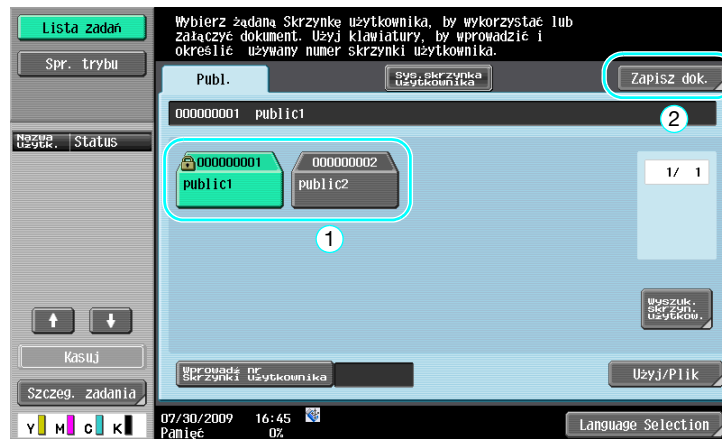 Lista zadań
Spr. trybu
Nazwa użytk.
Status
Kasuj
Szczeg. zadania
Y M C K
Wybierz żądaną Skrzynkę użytkownika, by wykorzystać lub
załączyć dokument. Użyj klawiatury, by wprowadzić i
określić używany numer skrzynki użytkownika.
Publ.
Sys.skrzynka
użytkownika
Zapisz dok.
2
000000001 public1
000000001
public1
000000002
public2
1
1/ 1
Wyszuk.
skrzyn.
użytkow.
Wprowadź nr
Skrzynki Użytkownika
Użyj/Plik
07/30/2009 16:45
Pamięć 0%
Language Selection